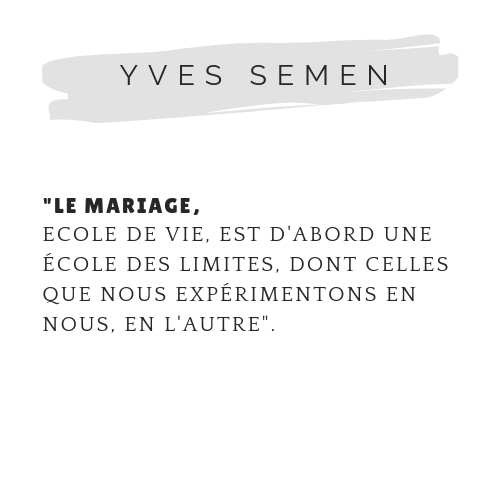 YVES SEMEN
"LE MARIAGE,
ECOLE DE VIE, EST D'ABORD UNE
ÉCOLE DES LIMITES, DONT CELLES
QUE NOUS EXPÉRIMENTONS EN
NOUS, EN L'AUTRE".